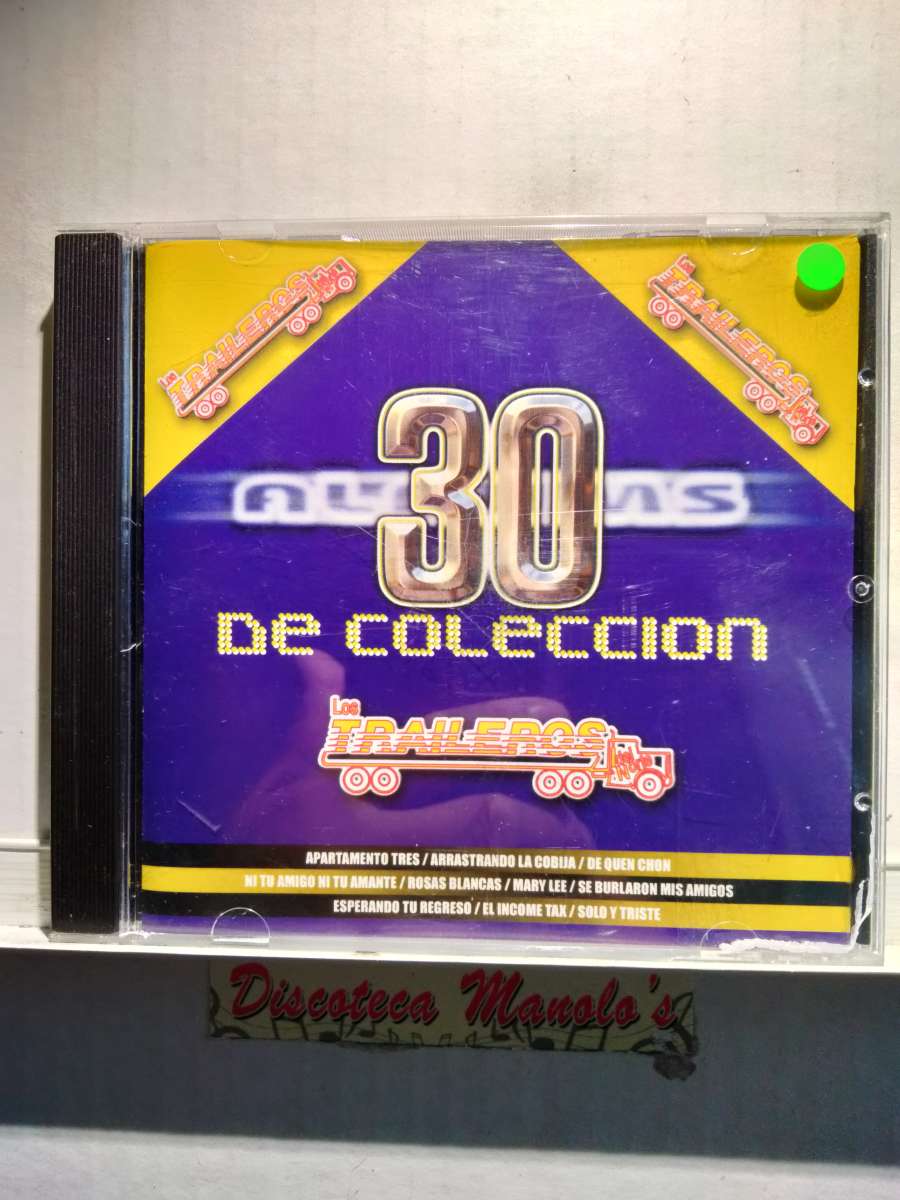 Los TRAILEROS
Los TRAILEROS
30
DE COLECCION
Los
TRAILEROS
APARTAMENTO TRES / ARRASTRANDO LA COBIJA / DE QUEN CHON
NI TU AMIGO NI TU AMANTE / ROSAS BLANCAS / MARY LEE / SE BURLARON MIS AMIGOS
ESPERANDO TU REGRESO / EL INCOME TAX / SOLO Y TRISTE
Discoteca Manolo's